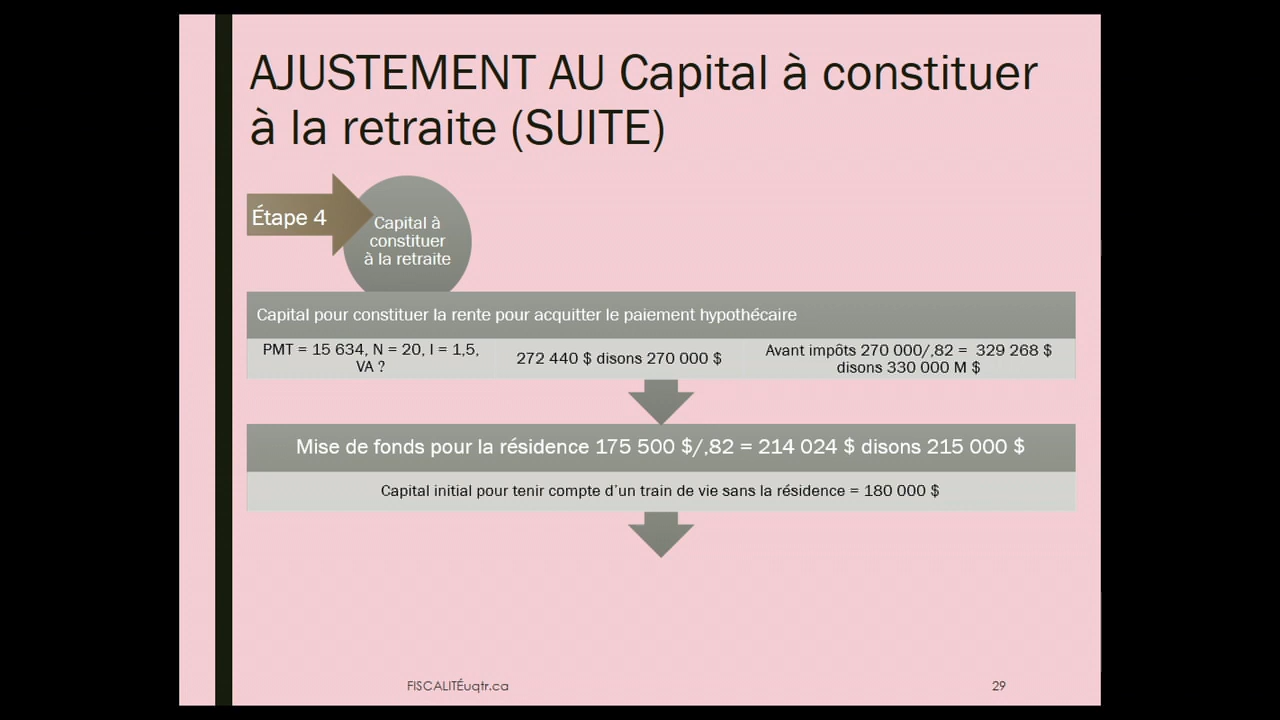 AJUSTEMENT AU Capital à constituer
à la retraite (SUITE)
Étape 4
Capital à
constituer
à la retraite
Capital pour constituer la rente pour acquitter le paiement hypothécaire
PMT = 15 634, N = 20, I = 1,5,
VA ?
272 440 $ disons 270 000 $
Avant impôts 270 000/,82 = 329 268 $
disons 330 000 M $
Mise de fonds pour la résidence 175 500 $/,82 = 214 024 $ disons 215 000 $
Capital initial pour tenir compte d'un train de vie sans la résidence = 180 000 $
FISCALITÉuqtr.ca
29